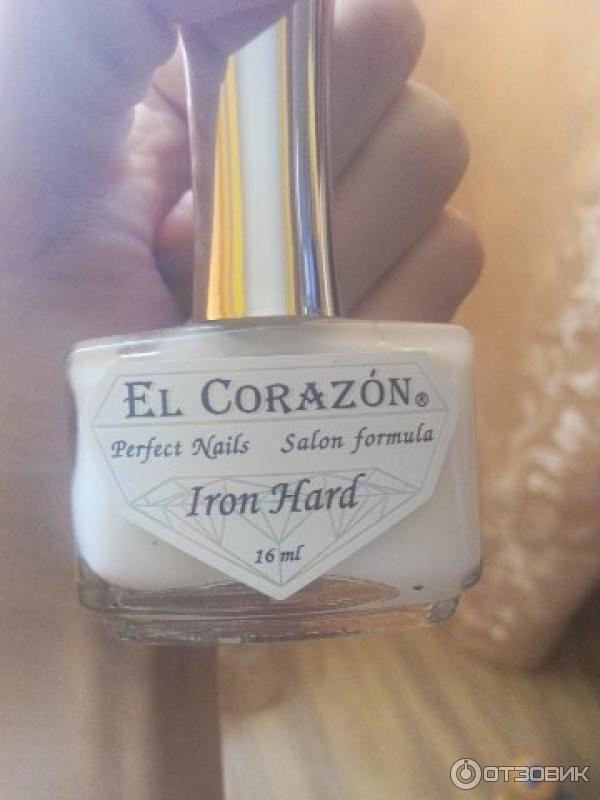 EL CORAZÓN®
Perfect Nails Salon formula
Iron Hard
16 ml
ОТЗОВИК